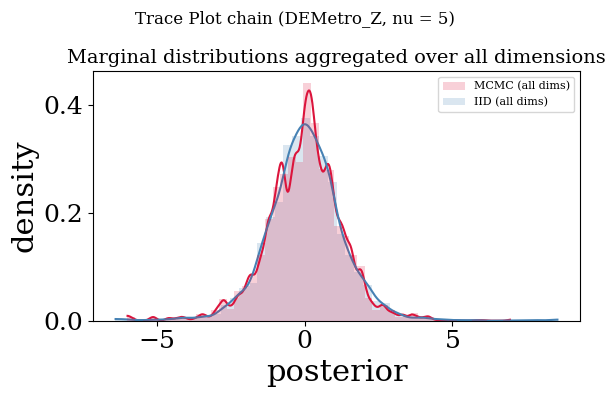 Trace Plot chain (DEMetro_Z, nu = 5)
Marginal distributions aggregated over all dimensions
MCMC (all dims)
IID (all dims)
density
0.4
0.2
0.0
−5
0
5
posterior